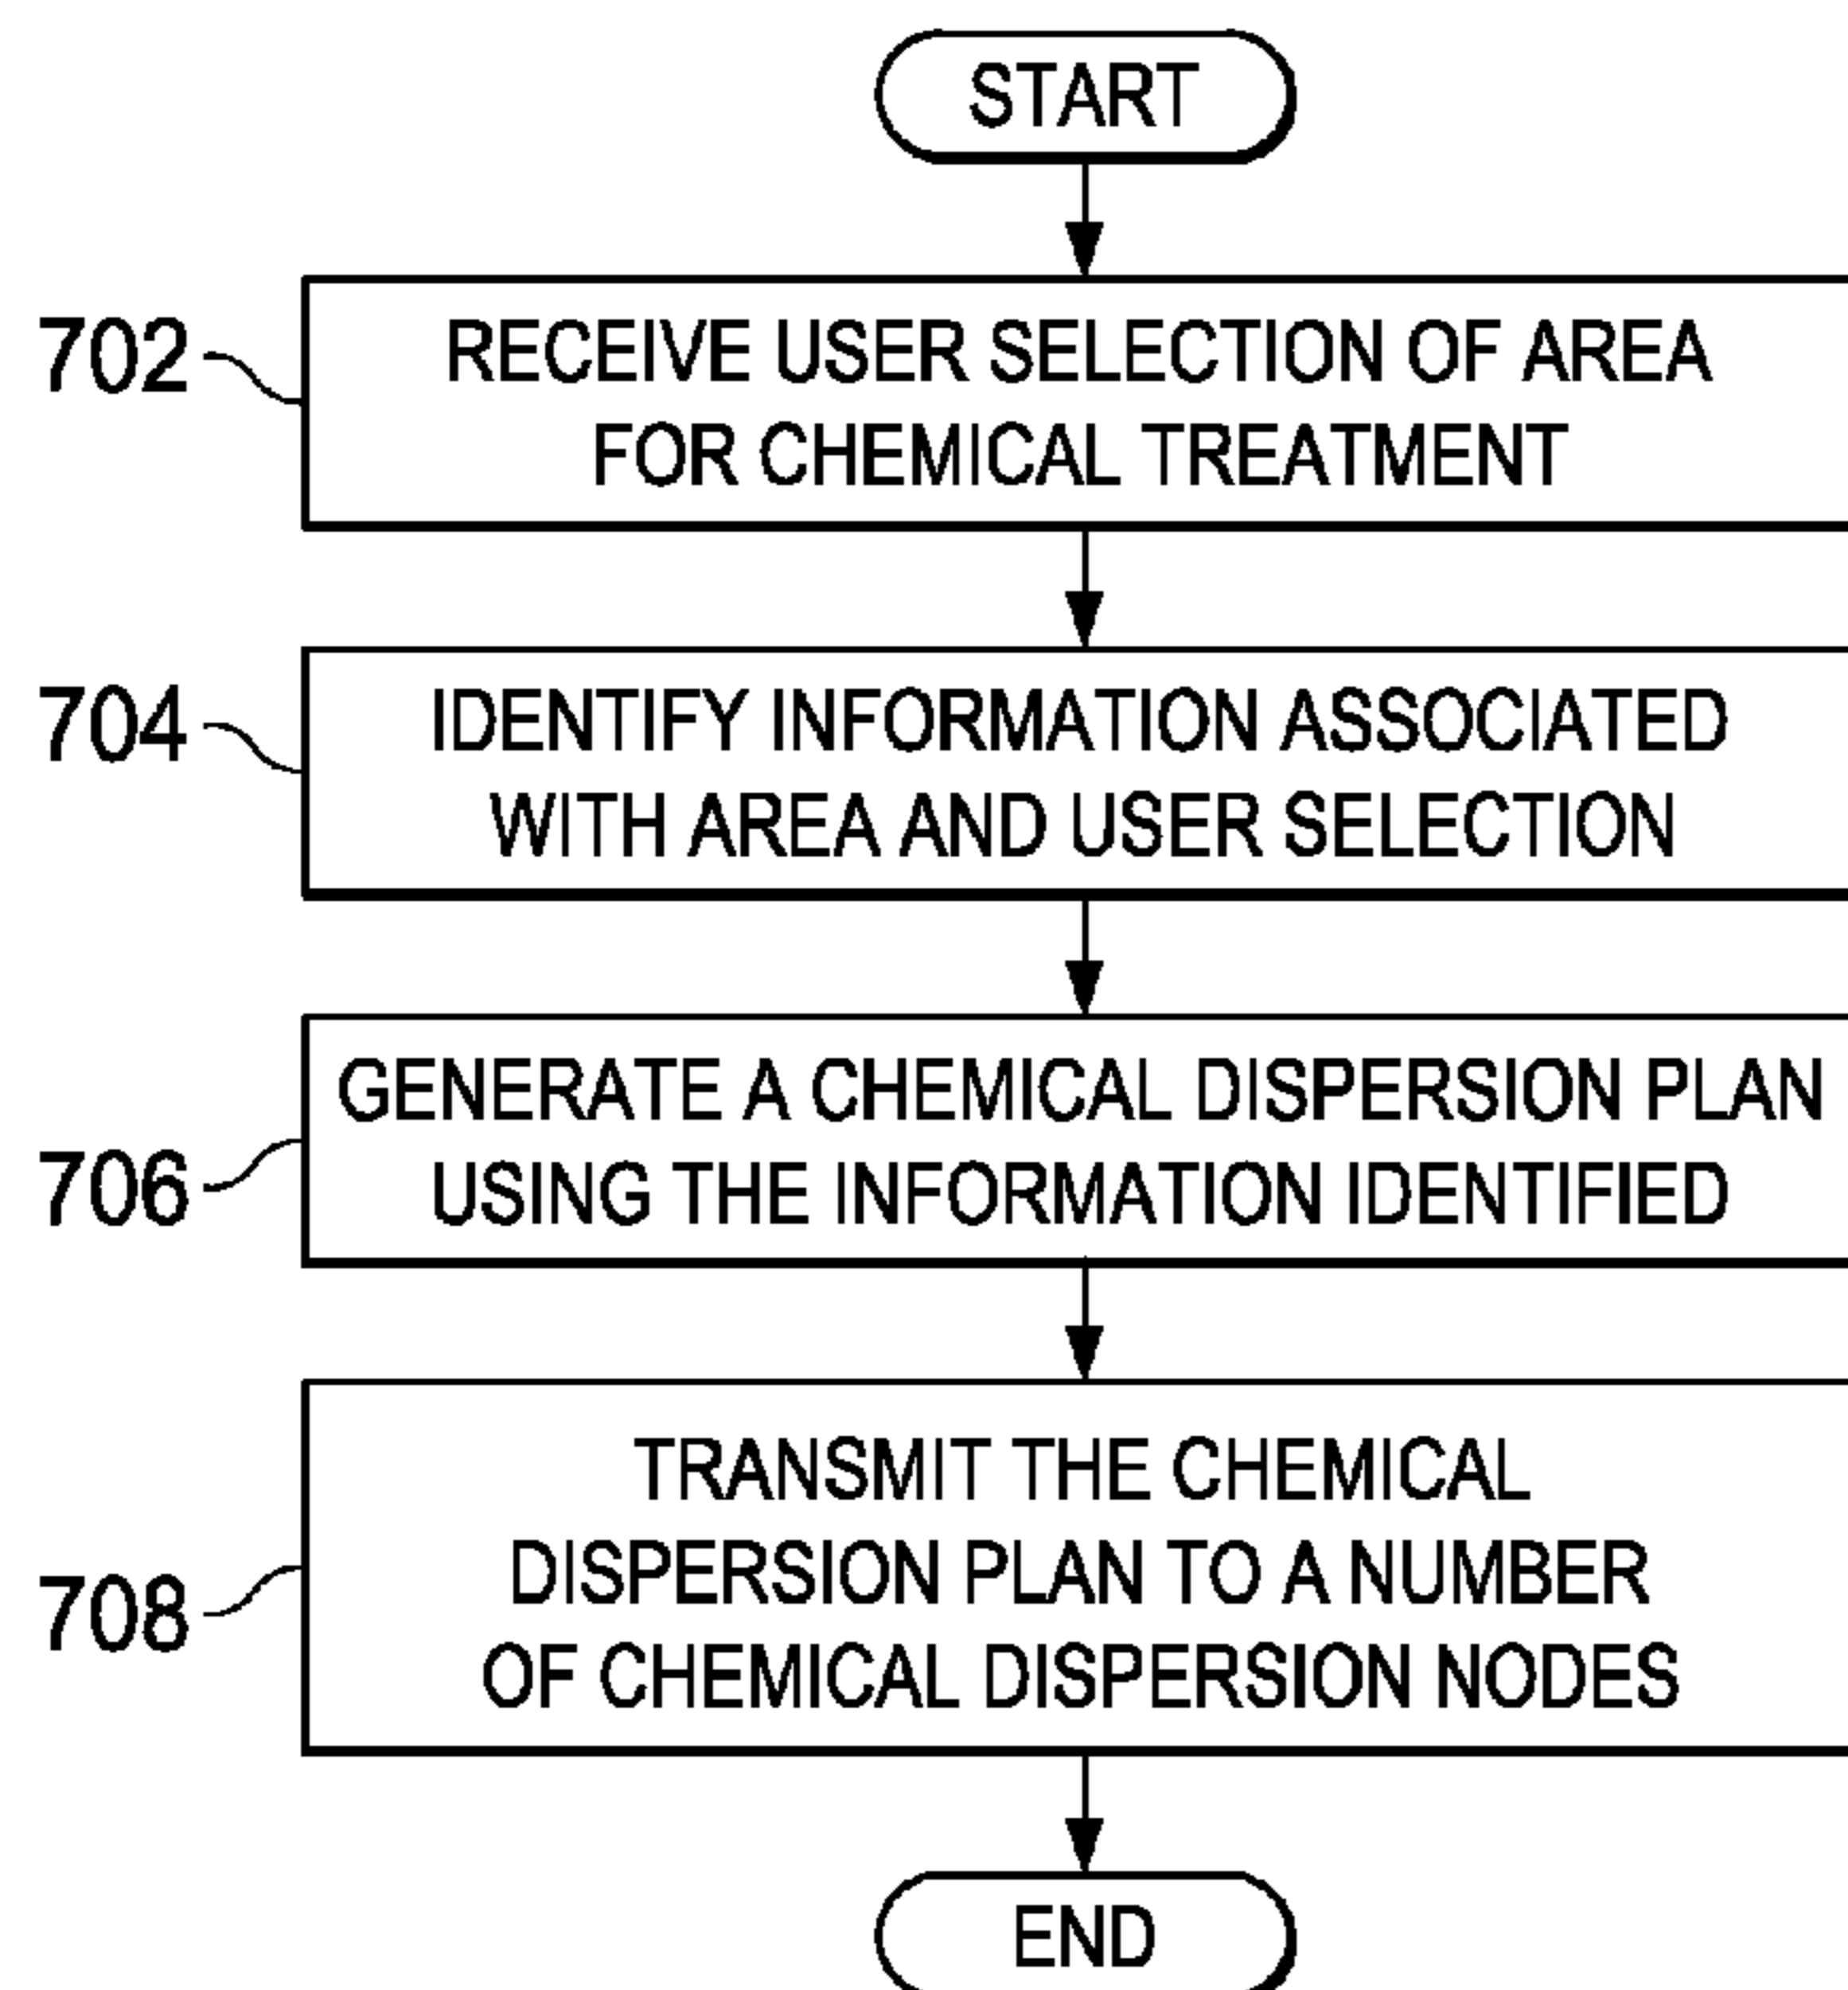 START
702
RECEIVE USER SELECTION OF AREA
FOR CHEMICAL TREATMENT
704
IDENTIFY INFORMATION ASSOCIATED
WITH AREA AND USER SELECTION
706
GENERATE A CHEMICAL DISPERSION PLAN
USING THE INFORMATION IDENTIFIED
708
TRANSMIT THE CHEMICAL
DISPERSION PLAN TO A NUMBER
OF CHEMICAL DISPERSION NODES
END